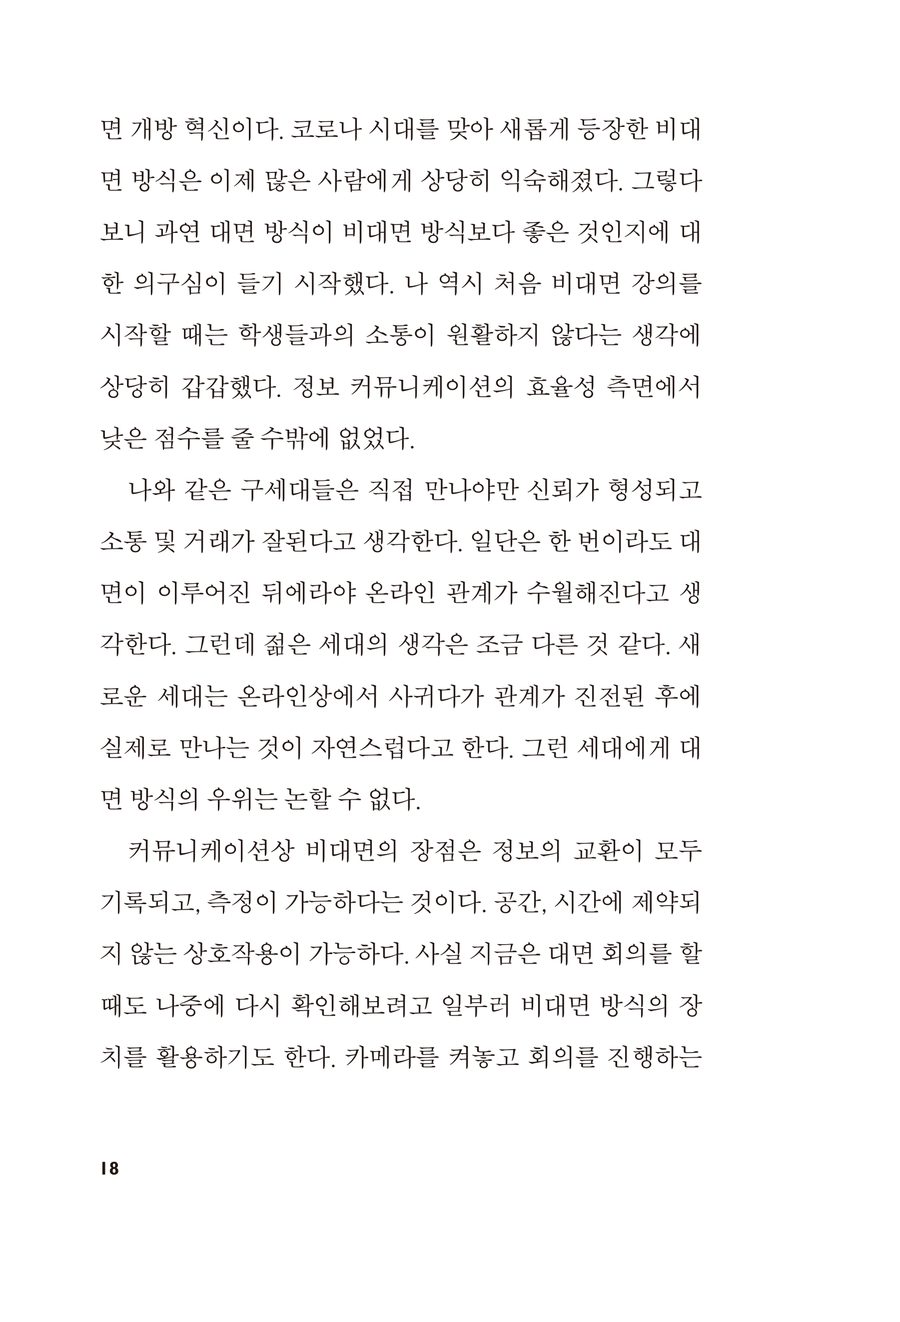 면 개방 혁신이다. 코로나 시대를 맞아 새롭게 등장한 비대
면 방식은 이제 많은 사람에게 상당히 익숙해졌다. 그렇다
보니 과연 대면 방식이 비대면 방식보다 좋은 것인지에 대
한 의구심이 들기 시작했다. 나 역시 처음 비대면 강의를
시작할 때는 학생들과의 소통이 원활하지 않다는 생각에
상당히 갑갑했다. 정보 커뮤니케이션의 효율성 측면에서
낮은 점수를 줄 수밖에 없었다.
나와 같은 구세대들은 직접 만나야만 신뢰가 형성되고
소통 및 거래가 잘된다고 생각한다. 일단은 한 번이라도 대
면이 이루어진 뒤에라야 온라인 관계가 수월해진다고 생
각한다. 그런데 젊은 세대의 생각은 조금 다른 것 같다. 새
로운 세대는 온라인상에서 사귀다가 관계가 진전된 후에
실제로 만나는 것이 자연스럽다고 한다. 그런 세대에게 대
면 방식의 우위는 논할 수 없다.
커뮤니케이션상 비대면의 장점은 정보의 교환이 모두
기록되고, 측정이 가능하다는 것이다. 공간, 시간에 제약되
지 않는 상호작용이 가능하다. 사실 지금은 대면 회의를 할
때도 나중에 다시 확인해보려고 일부러 비대면 방식의 장
치를 활용하기도 한다. 카메라를 켜놓고 회의를 진행하는
18